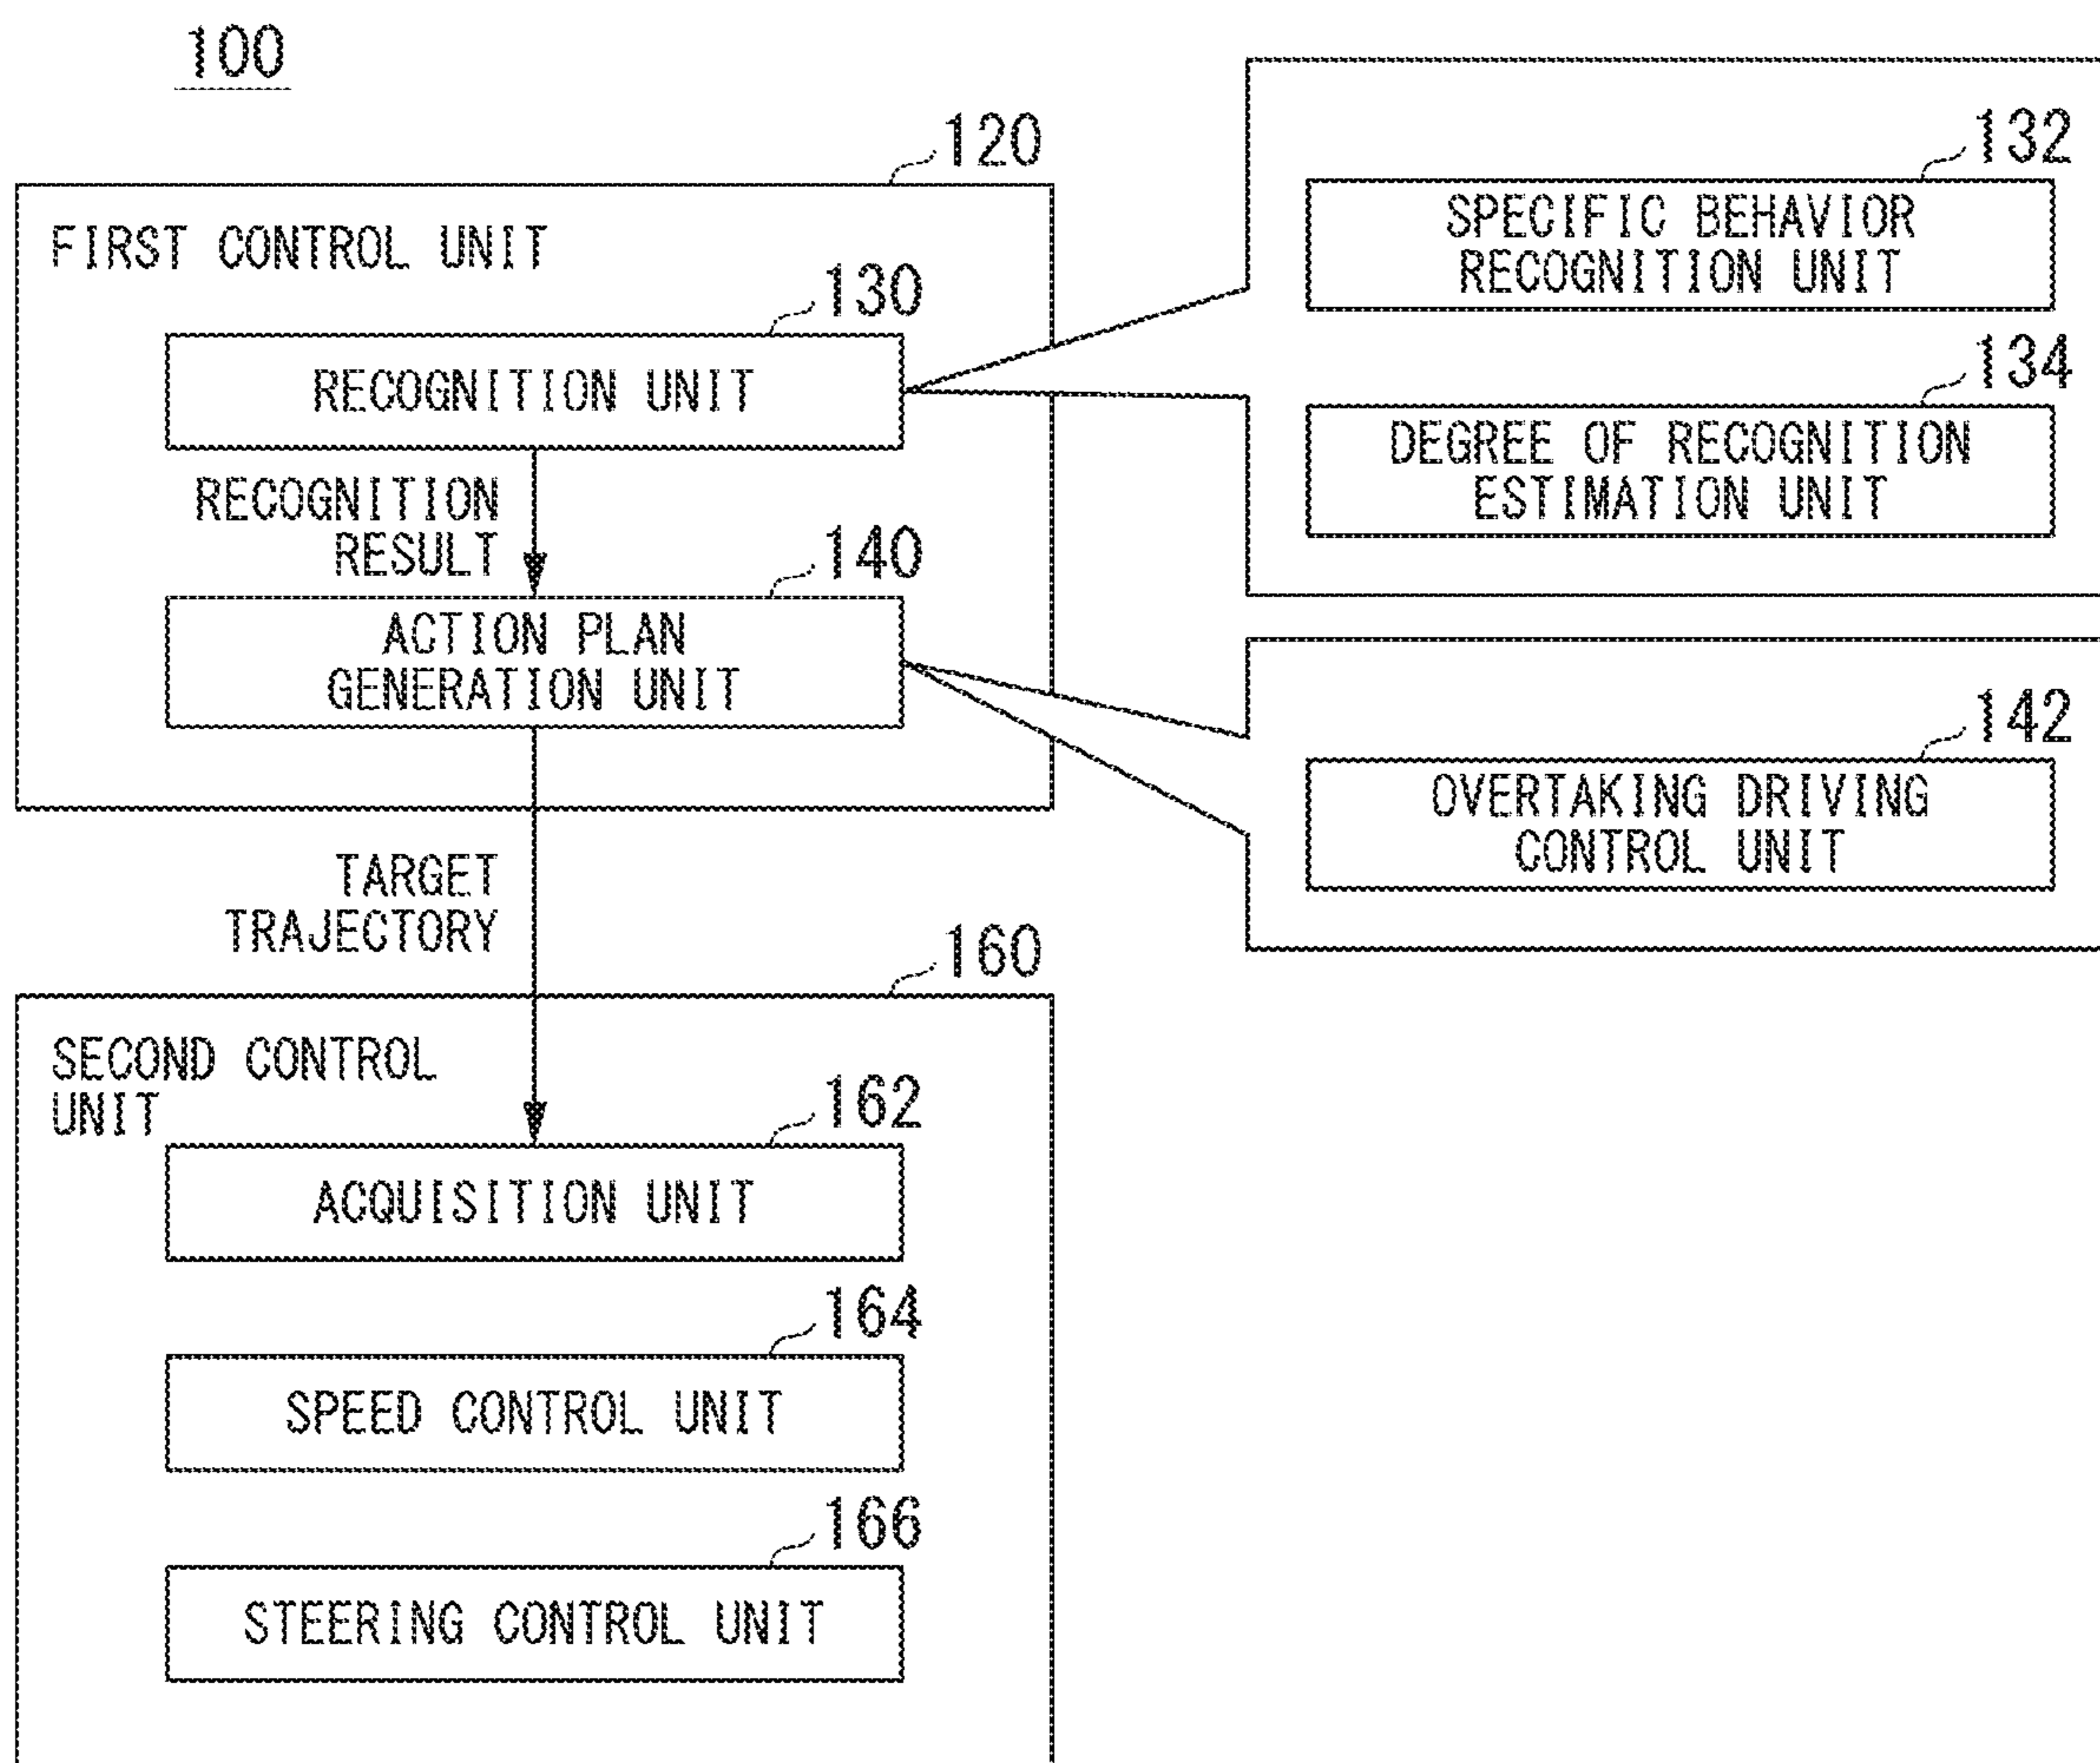 100
120
FIRST CONTROL UNIT
130
RECOGNITION UNIT
RECOGNITION
RESULT
140
ACTION PLAN
GENERATION UNIT
132
SPECIFIC BEHAVIOR
RECOGNITION UNIT
134
DEGREE OF RECOGNITION
ESTIMATION UNIT
142
OVERTAKING DRIVING
CONTROL UNIT
TARGET
TRAJECTORY
160
SECOND CONTROL
UNIT
162
ACQUISITION UNIT
164
SPEED CONTROL UNIT
166
STEERING CONTROL UNIT